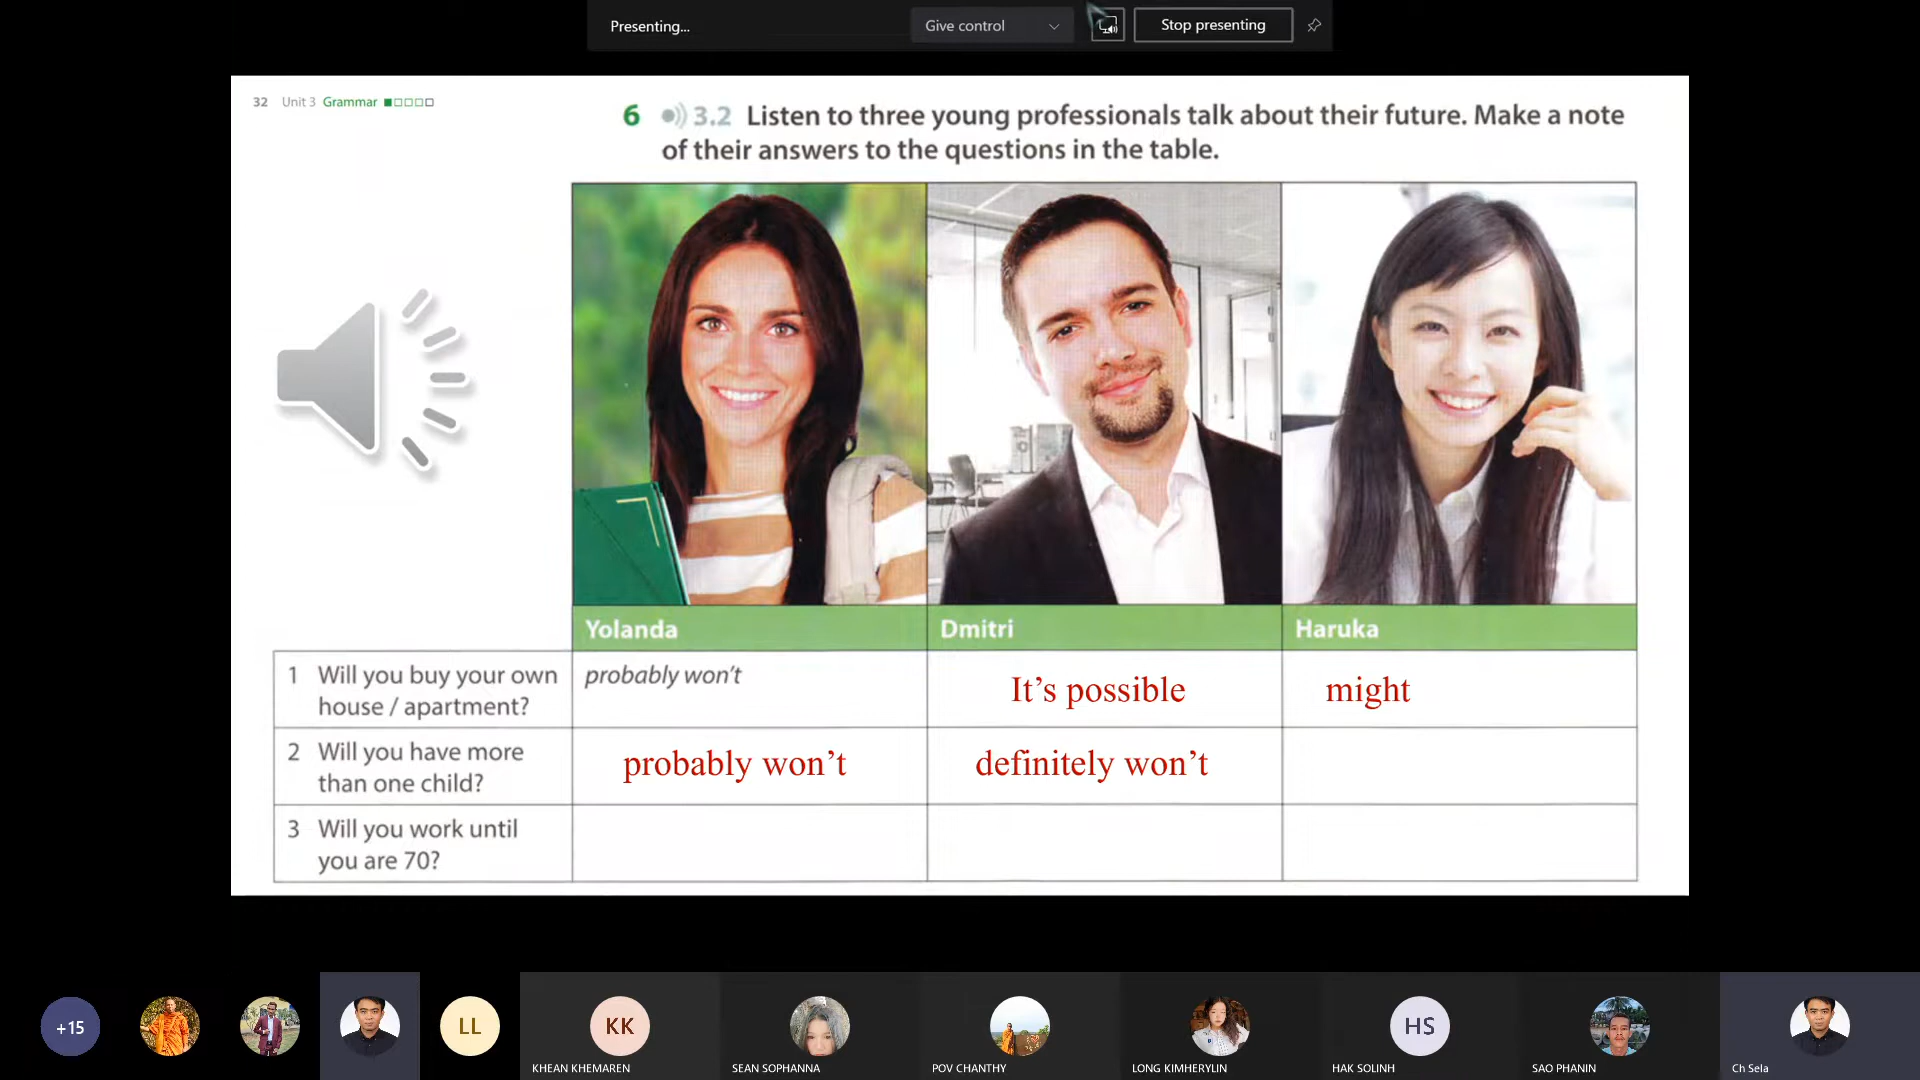 Presenting...
Give control
Stop presenting
32 Unit 3 Grammar
6 3.2 Listen to three young professionals talk about their future. Make a note
of their answers to the questions in the table.
Yolanda Dmitri Haruka
1 Will you buy your own
house / apartment?
probably won't
It's possible
might
2 Will you have more
than one child?
probably won't
definitely won't
3 Will you work until
you are 70?
+15
LL
KK
KHEAN KHEMAREN
SEAN SOPHANNA
POV CHANTHY
LONG KIMHERYLIN
HS
HAK SOLINH
SAO PHANIN
Ch Sela